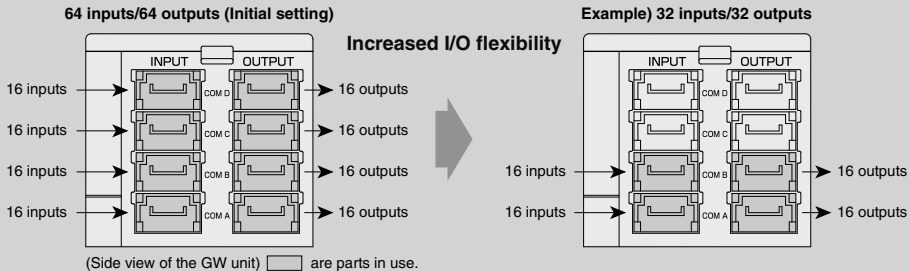 64 inputs/64 outputs (Initial setting)
Increased I/O flexibility
Example) 32 inputs/32 outputs
INPUT OUTPUT
16 inputs COM D 16 outputs
16 inputs COM C 16 outputs
16 inputs COM B 16 outputs
16 inputs COM A 16 outputs
INPUT OUTPUT
COM D
COM C
16 inputs COM B 16 outputs
16 inputs COM A 16 outputs
(Side view of the GW unit) are parts in use.